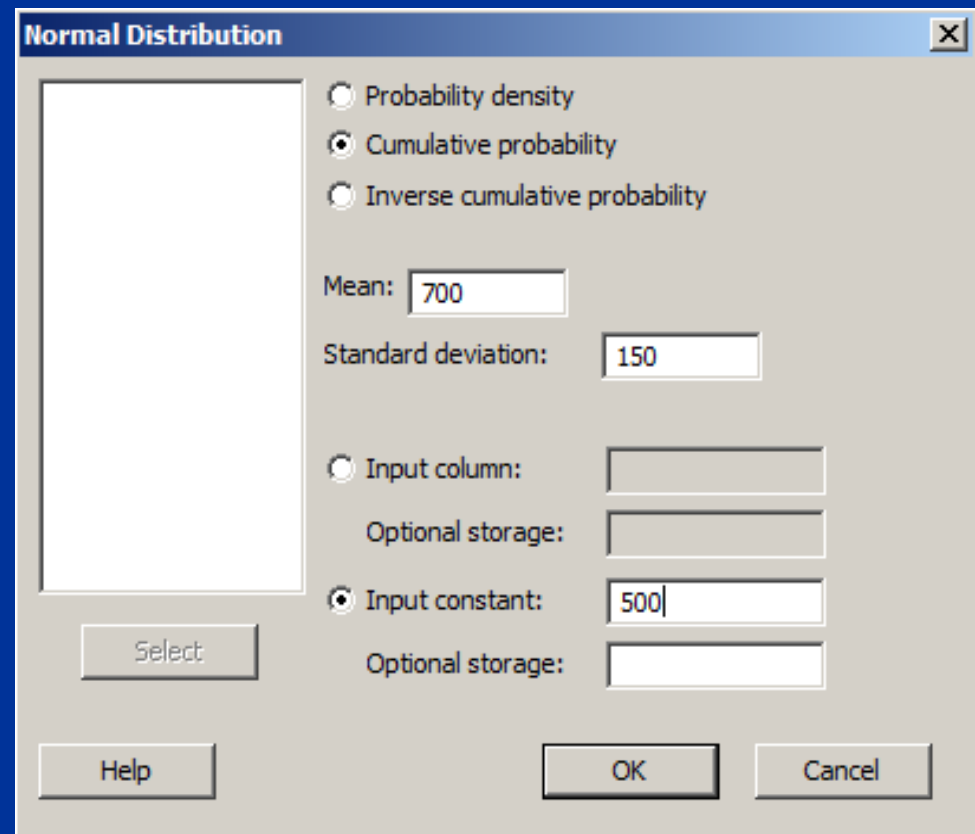 Normal Distribution
Probability density
Cumulative probability
Inverse cumulative probability
Mean: 700
Standard deviation: 150
Input column:
Optional storage:
Input constant: 500
Select
Optional storage:
Help OK Cancel